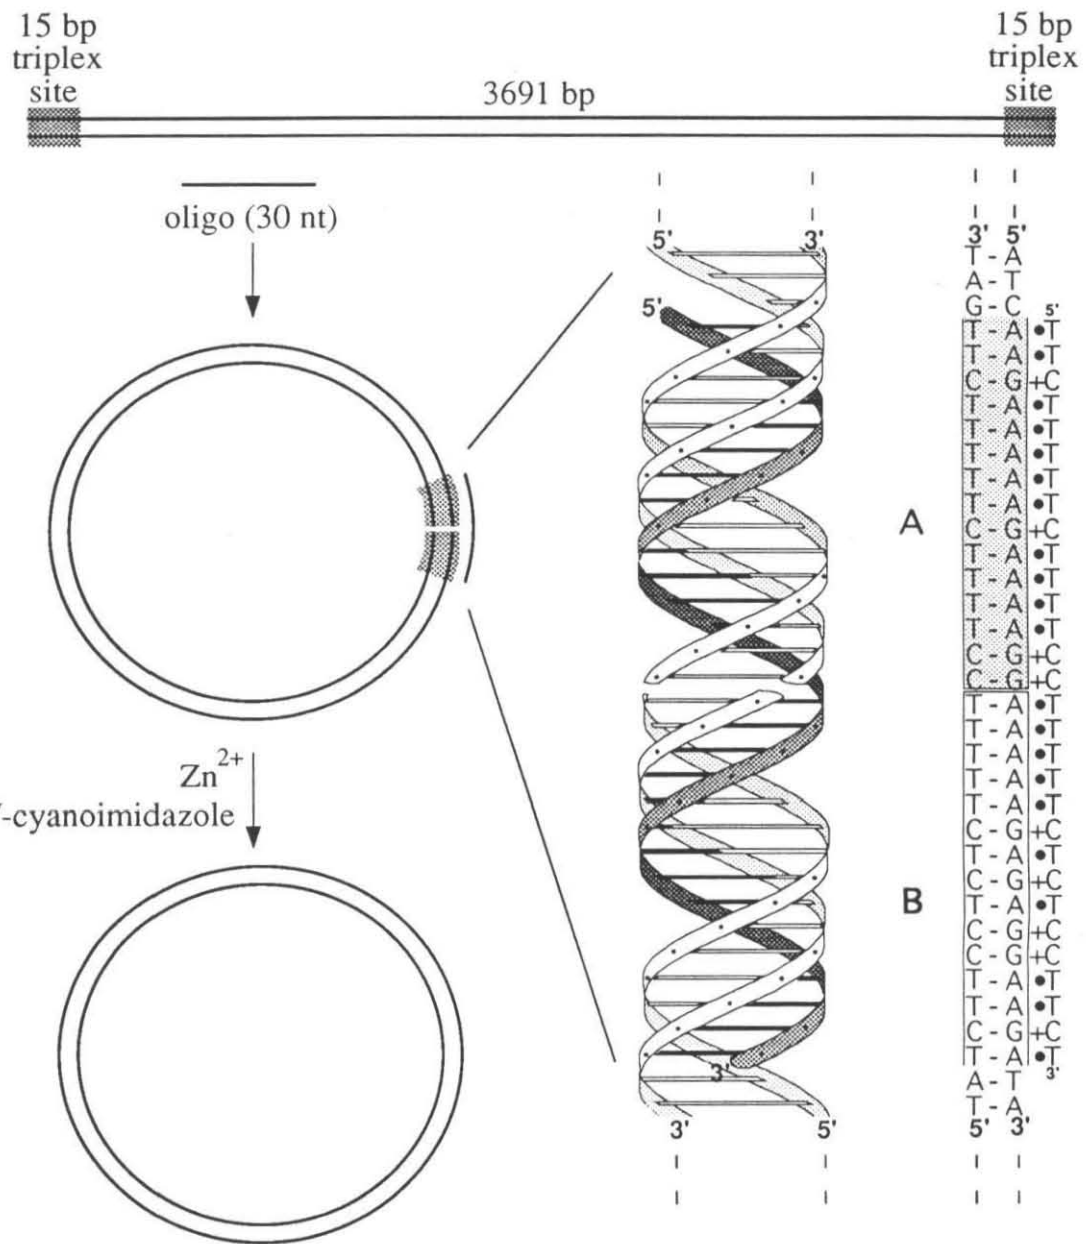 15 bp
triplex
site
3691 bp
15 bp
triplex
site
oligo (30 nt)
5'
3'
5'
3'
3'
5'
Zn2+
-cyanoimidazole
A
B
3' 5'
T - A
A - T
G - C
5'
T - A •T
T - A •T
C - G +C
T - A •T
T - A •T
T - A •T
T - A •T
T - A •T
C - G +C
T - A •T
T - A •T
T - A •T
T - A •T
C - G +C
C - G +C
T - A •T
T - A •T
T - A •T
T - A •T
T - A •T
C - G +C
T - A •T
C - G +C
T - A •T
C - G +C
C - G +C
T - A •T
T - A •T
C - G +C
T - A •T
3'
A - T
T - A
5' 3'